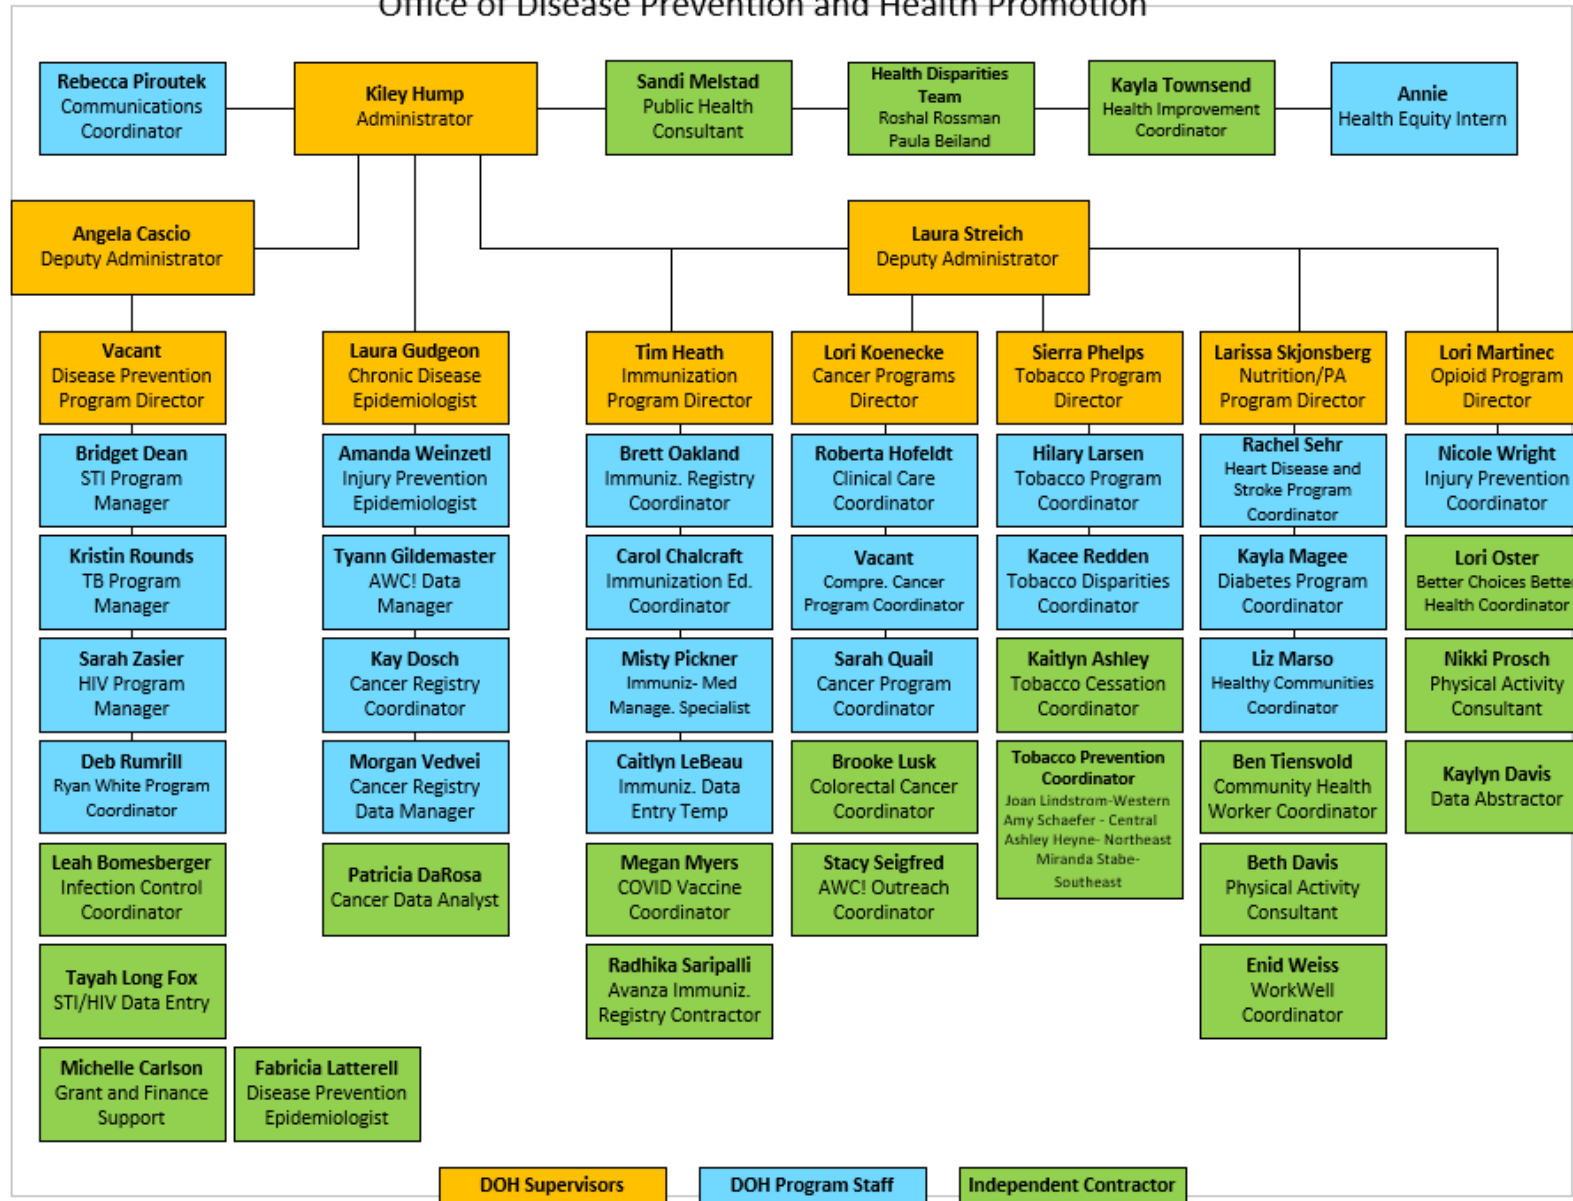 Office of Disease Prevention and Health Promotion
Rebecca Piroutek
Communications
Coordinator
Kiley Hump
Administrator
Sandi Melstad
Public Health
Consultant
Health Disparities
Team
Roshal Rossman
Paula Beiland
Kayla Townsend
Health Improvement
Coordinator
Annie
Health Equity Intern
Angela Cascio
Deputy Administrator
Laura Streich
Deputy Administrator
Vacant
Disease Prevention
Program Director
Bridget Dean
STI Program
Manager
Kristin Rounds
TB Program
Manager
Sarah Zasier
HIV Program
Manager
Deb Rumrill
Ryan White Program
Coordinator
Leah Bomesberger
Infection Control
Coordinator
Tayah Long Fox
STI/HIV Data Entry
Michelle Carlson
Grant and Finance
Support
Fabricia Latterell
Disease Prevention
Epidemiologist
Laura Gudgeon
Chronic Disease
Epidemiologist
Amanda Weinzetl
Injury Prevention
Epidemiologist
Tyann Gildemaster
AWC! Data
Manager
Kay Dosch
Cancer Registry
Coordinator
Morgan Vedvei
Cancer Registry
Data Manager
Patricia DaRosa
Cancer Data Analyst
Tim Heath
Immunization
Program Director
Brett Oakland
Immuniz. Registry
Coordinator
Carol Chalcraft
Immunization Ed.
Coordinator
Misty Pickner
Immuniz- Med
Manage. Specialist
Caitlyn LeBeau
Immuniz. Data
Entry Temp
Megan Myers
COVID Vaccine
Coordinator
Radhika Saripalli
Avanza Immuniz.
Registry Contractor
Lori Koenecke
Cancer Programs
Director
Roberta Hofeldt
Clinical Care
Coordinator
Vacant
Compre. Cancer
Program Coordinator
Sarah Quail
Cancer Program
Coordinator
Brooke Lusk
Colorectal Cancer
Coordinator
Stacy Seigfred
AWC! Outreach
Coordinator
Sierra Phelps
Tobacco Program
Director
Hilary Larsen
Tobacco Program
Coordinator
Kacee Redden
Tobacco Disparities
Coordinator
Kaitlyn Ashley
Tobacco Cessation
Coordinator
Tobacco Prevention
Coordinator
Joan Lindstrom-Western
Amy Schaefer - Central
Ashley Heyne- Northeast
Miranda Stabe-
Southeast
Larissa Skjonsberg
Nutrition/PA
Program Director
Rachel Sehr
Heart Disease and
Stroke Program
Coordinator
Kayla Magee
Diabetes Program
Coordinator
Liz Marso
Healthy Communities
Coordinator
Ben Tiensvold
Community Health
Worker Coordinator
Beth Davis
Physical Activity
Consultant
Enid Weiss
WorkWell
Coordinator
Lori Martinec
Opioid Program
Director
Nicole Wright
Injury Prevention
Coordinator
Lori Oster
Better Choices Better
Health Coordinator
Nikki Prosch
Physical Activity
Consultant
Kaylyn Davis
Data Abstractor
DOH Supervisors
DOH Program Staff
Independent Contractor